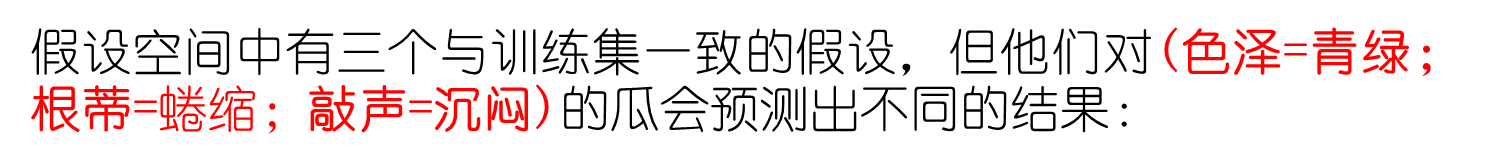 假设空间中有三个与训练集一致的假设，但他们对(色泽=青绿；
根蒂=蜷缩；敲声=沉闷)的瓜会预测出不同的结果：